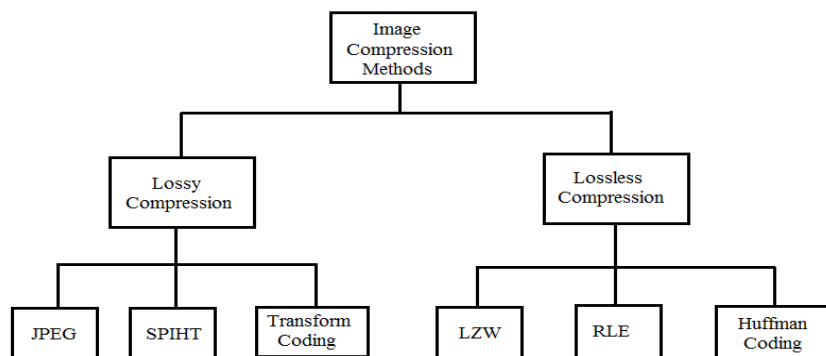 Image
Compression
Methods
Lossy
Compression
Lossless
Compression
JPEG
SPIHT
Transform
Coding
LZW
RLE
Huffman
Coding